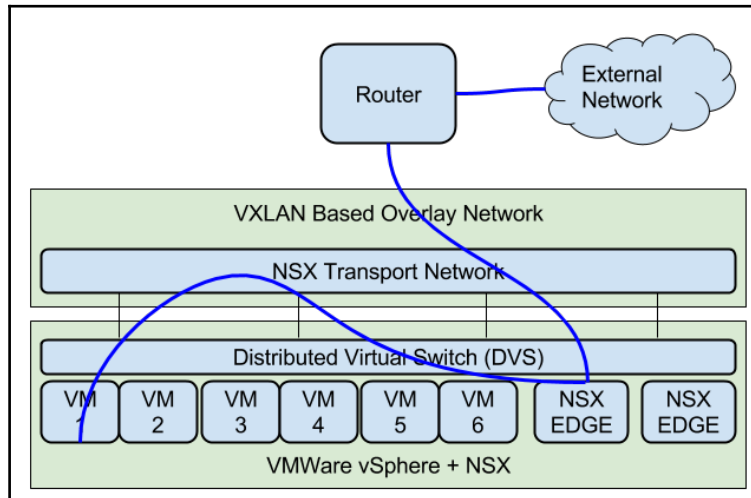 Router
External
Network
VXLAN Based Overlay Network
NSX Transport Network
Distributed Virtual Switch (DVS)
VM
1
VM
2
VM
3
VM
4
VM
5
VM
6
NSX
EDGE
NSX
EDGE
VMWare vSphere + NSX